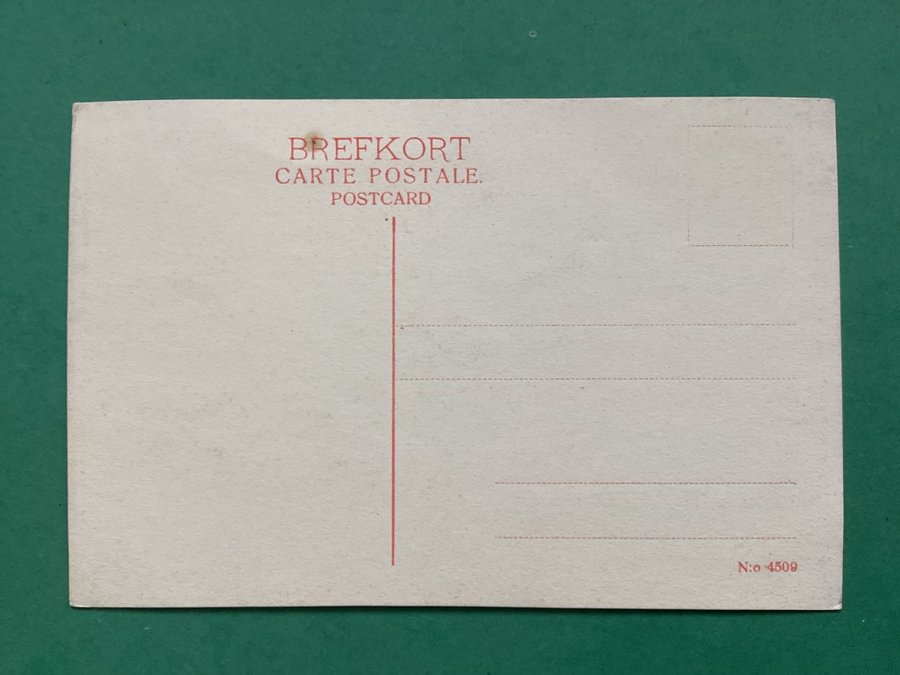 BREFKORT
CARTE POSTALE.
POSTCARD
N:o 4509